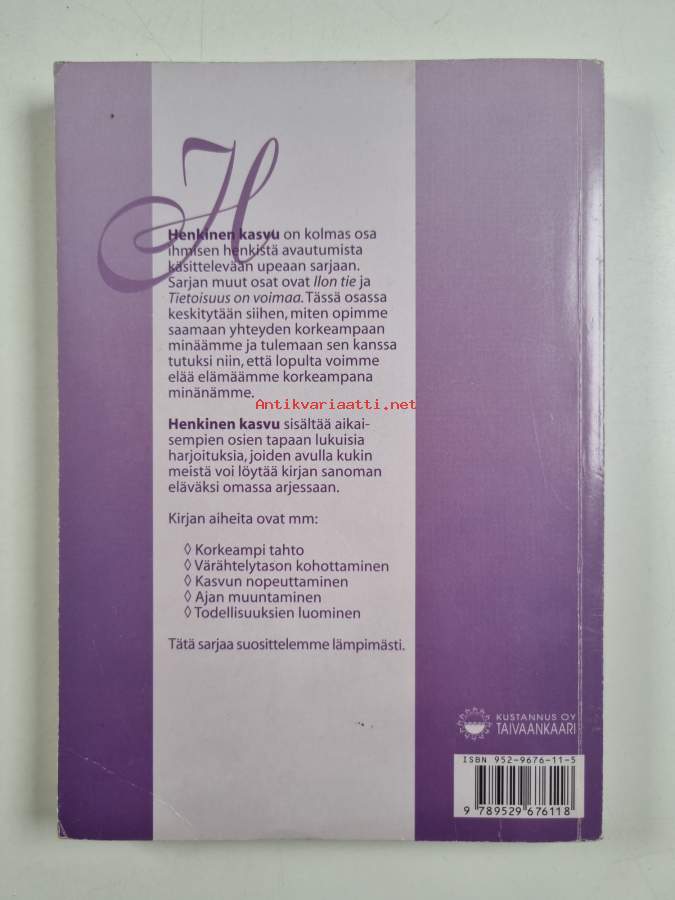 H
Henkinen kasvu on kolmas osa
ihmisen henkistä avautumista
käsittelevään upeaan sarjaan.
Sarjan muut osat ovat Ilon tie ja
Tietoisuus on voimaa. Tässä osassa
keskitytään siihen, miten opimme
saamaan yhteyden korkeampaan
minäämme ja tulemaan sen kanssa
tutuksi niin, että lopulta voimme
elää elämäämme korkeampana
minänämme.
Antikvariaatti.net
Henkinen kasvu sisältää aikai-
sempien osien tapaan lukuisia
harjoituksia, joiden avulla kukin
meistä voi löytää kirjan sanoman
eläväksi omassa arjessaan.
Kirjan aiheita ovat mm:
◊ Korkeampi tahto
◊ Värähtelytason kohottaminen
◊ Kasvun nopeuttaminen
◊ Ajan muuntaminen
◊ Todellisuuksien luominen
Tätä sarjaa suosittelemme lämpimästi.
KUSTANNUS OY
TAIVAANKAARI
ISBN 952-9676-11-5
9 789529 676118